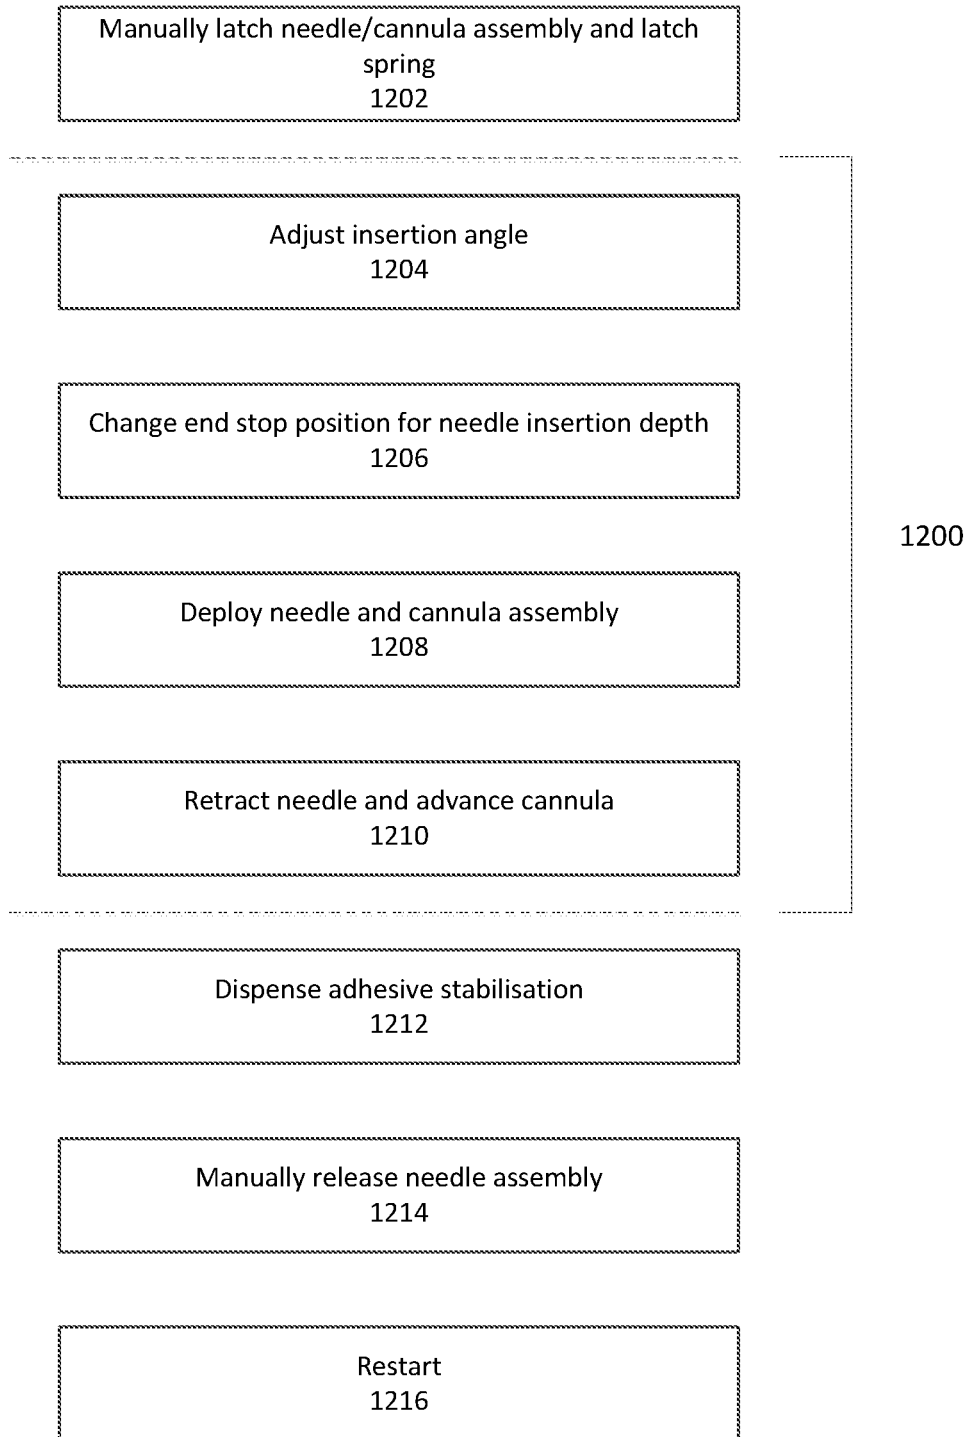 Manually latch needle/cannula assembly and latch
spring
1202
Adjust insertion angle
1204
Change end stop position for needle insertion depth
1206
1200
Deploy needle and cannula assembly
1208
Retract needle and advance cannula
1210
Dispense adhesive stabilisation
1212
Manually release needle assembly
1214
Restart
1216